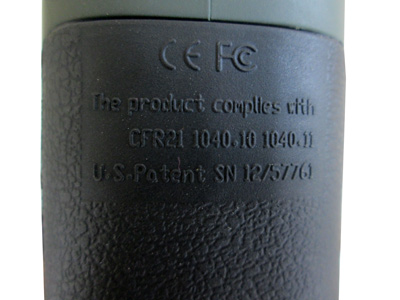 CE FC
The product complies with
CFR21 1040.10 1040.11
U.S.Patent SN 12/57761